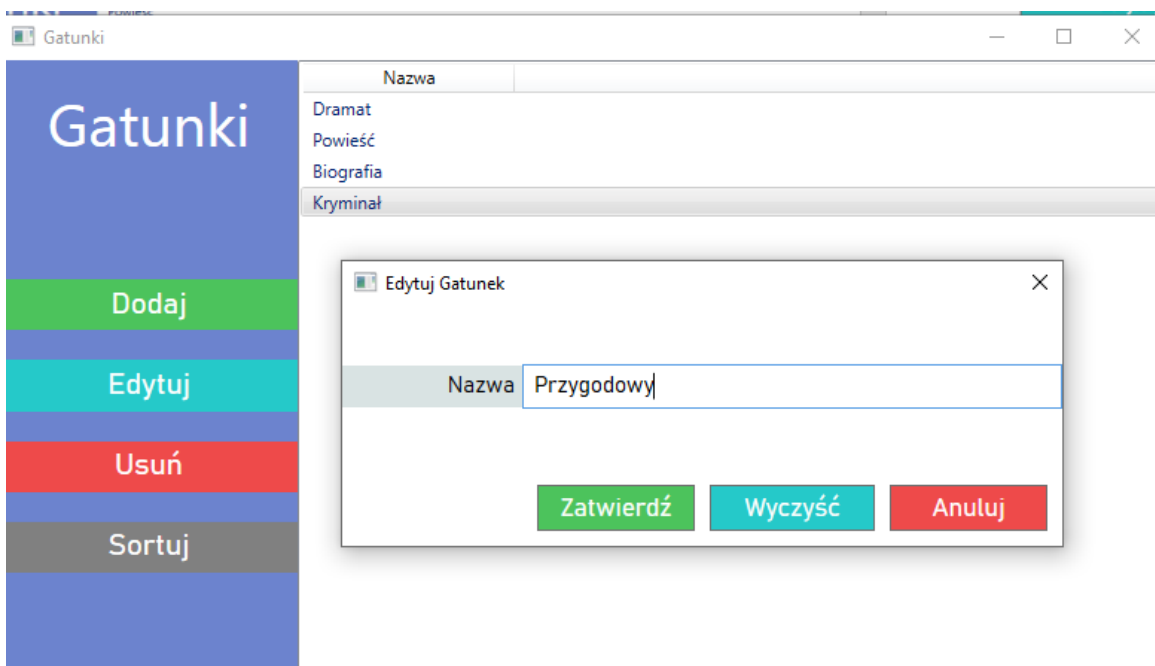 Gatunki
Gatunki
Nazwa
Dramat
Powieść
Biografia
Kryminał
Dodaj
Edytuj
Usuń
Sortuj
Edytuj Gatunek
Nazwa Przygodowy
Zatwierdź Wyczyść Anuluj